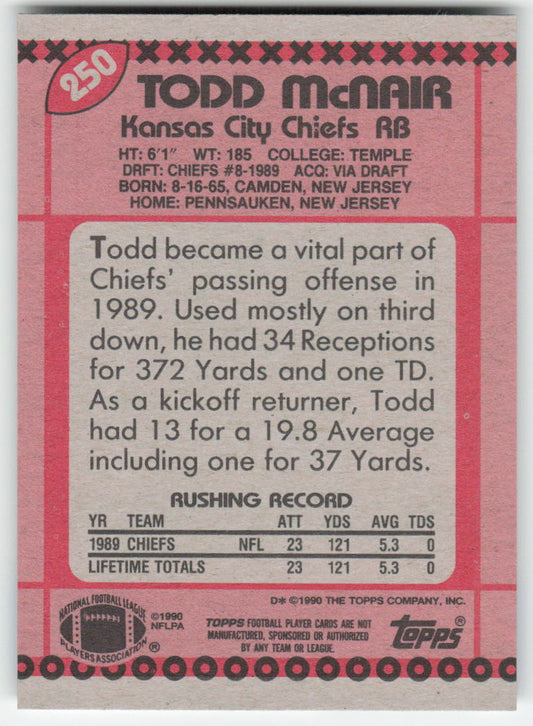 250
TODD McNAIR
Kansas City Chiefs RB
HT: 6'1" WT: 185 COLLEGE: TEMPLE
DRFT: CHIEFS #8-1989 ACQ: VIA DRAFT
BORN: 8-16-65, CAMDEN, NEW JERSEY
HOME: PENNSAUKEN, NEW JERSEY
Todd became a vital part of
Chiefs' passing offense in
1989. Used mostly on third
down, he had 34 Receptions
for 372 Yards and one TD.
As a kickoff returner, Todd
had 13 for a 19.8 Average
including one for 37 Yards.
RUSHING RECORD
YR TEAM ATT YDS AVG TDS
1989 CHIEFS NFL 23 121 5.3 0
LIFETIME TOTALS 23 121 5.3 0
D* ©1990 THE TOPPS COMPANY, INC.
NATIONAL FOOTBALL LEAGUE
PLAYERS ASSOCIATION ®
©1990
NFLPA
TOPPS FOOTBALL PLAYER CARDS ARE NOT
MANUFACTURED, SPONSORED OR AUTHORIZED
BY ANY TEAM OR LEAGUE.
topps ®